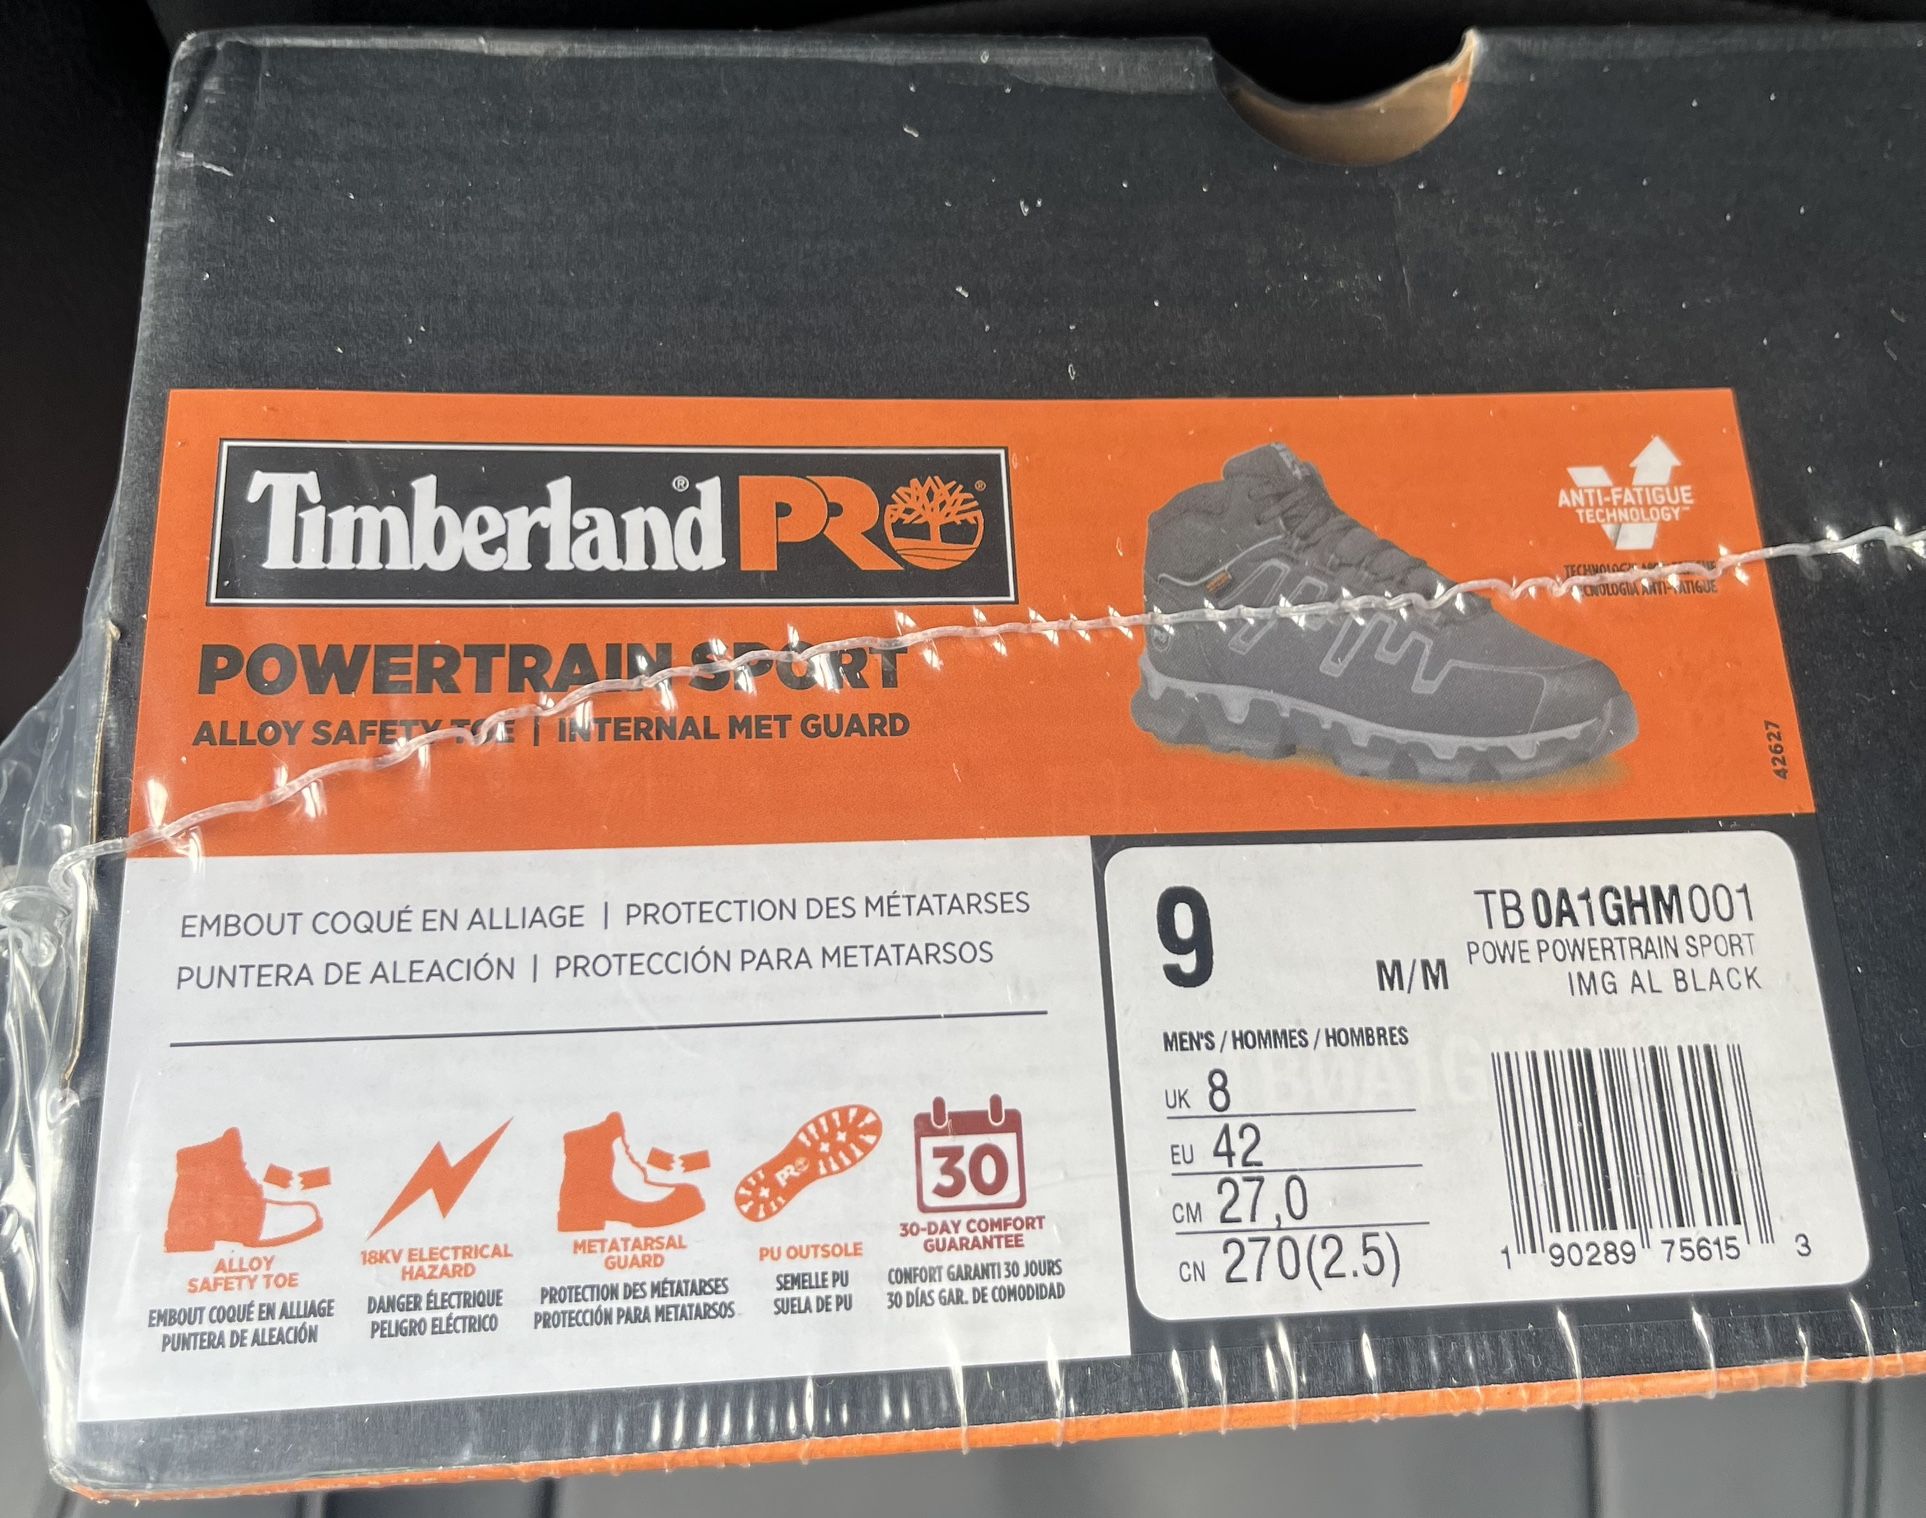 Timberland® PRO®
POWERTRAIN SPORT
ALLOY SAFETY TOE | INTERNAL MET GUARD
ANTI-FATIGUE
TECHNOLOGY™
ANTI-FATIGUE
42627
EMBOUT COQUÉ EN ALLIAGE | PROTECTION DES MÉTATARSES
PUNTERA DE ALEACIÓN | PROTECCIÓN PARA METATARSOS
ALLOY
SAFETY TOE
EMBOUT COQUÉ EN ALLIAGE
PUNTERA DE ALEACIÓN
18KV ELECTRICAL
HAZARD
DANGER ÉLECTRIQUE
PELIGRO ELÉCTRICO
METATARSAL
GUARD
PROTECTION DES MÉTATARSES
PROTECCIÓN PARA METATARSOS
PRO
PU OUTSOLE
SEMELLE PU
SUELA DE PU
30
30-DAY COMFORT
GUARANTEE
CONFORT GARANTI 30 JOURS
30 DÍAS GAR. DE COMODIDAD
9
M/M
TB0A1GHM001
POWE POWERTRAIN SPORT
IMG AL BLACK
MEN'S / HOMMES / HOMBRES
UK 8
EU 42
CM 27,0
CN 270(2.5)
1 90289 75615 3